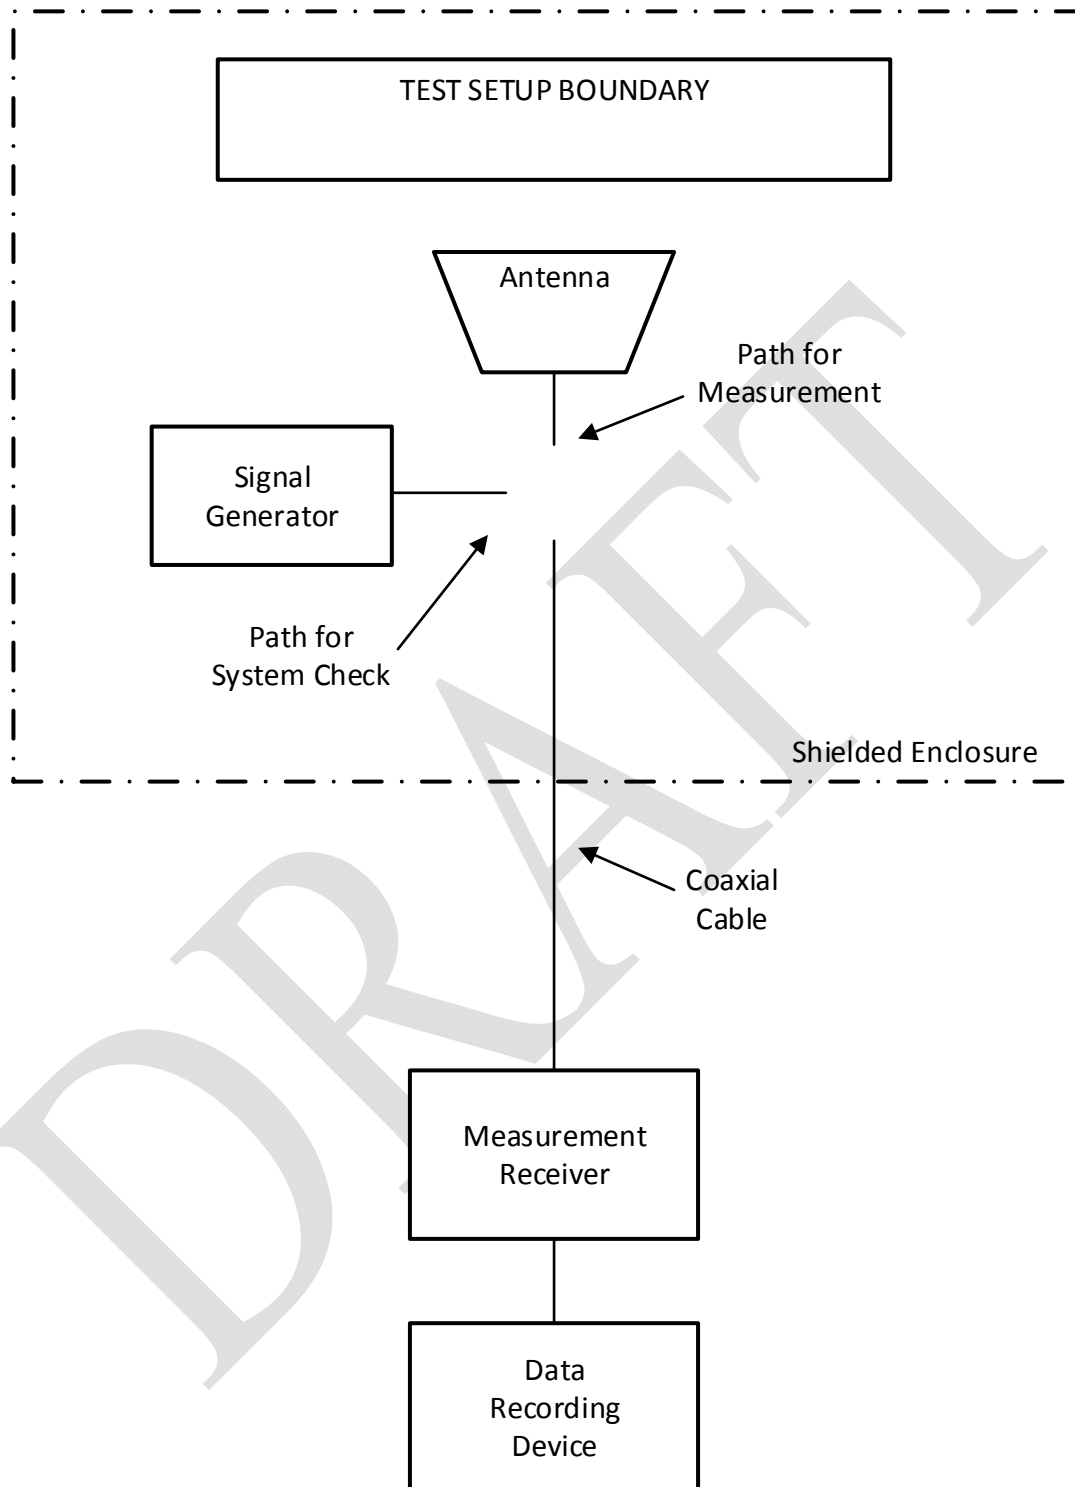 TEST SETUP BOUNDARY
Antenna
Path for
Measurement
Signal
Generator
Path for
System Check
Shielded Enclosure
Coaxial
Cable
Measurement
Receiver
Data
Recording
Device
DRAFT